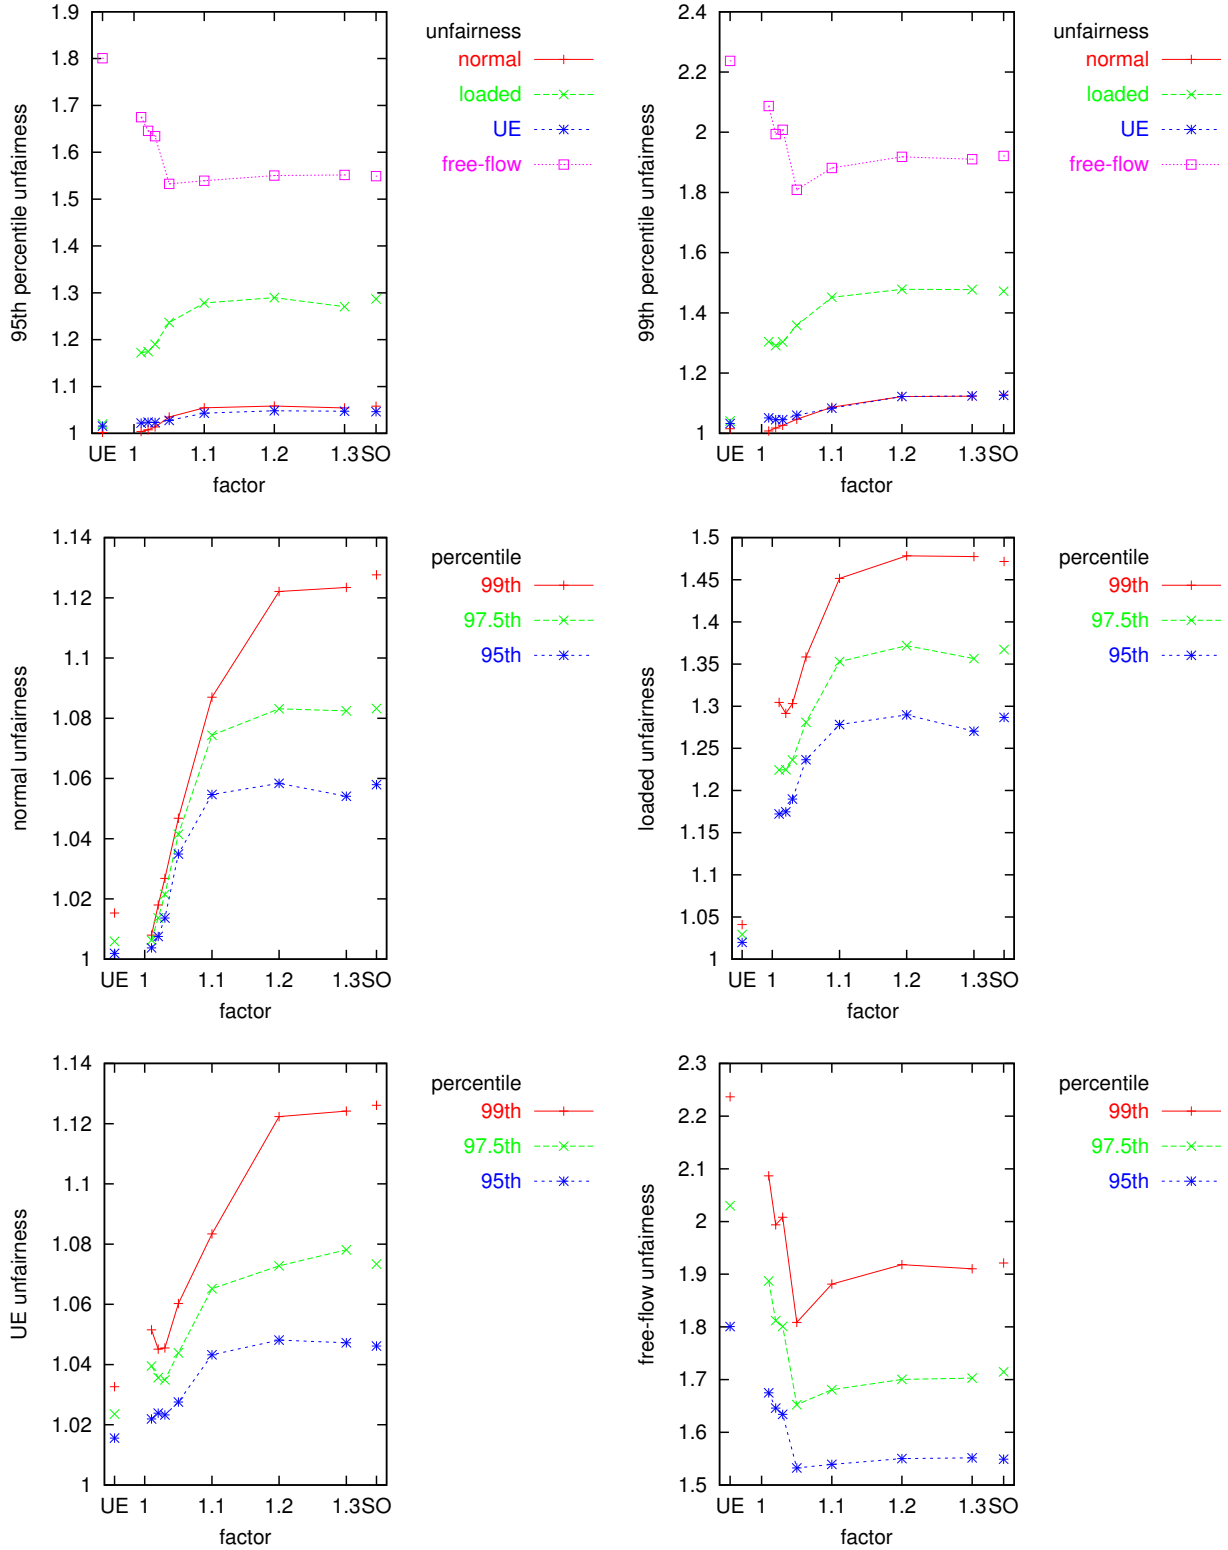 95th percentile unfairness
1.9
1.8
1.7
1.6
1.5
1.4
1.3
1.2
1.1
1
UE 1 1.1 1.2 1.3 SO
factor
unfairness
normal
loaded
UE
free-flow
99th percentile unfairness
2.4
2.2
2
1.8
1.6
1.4
1.2
1
UE 1 1.1 1.2 1.3 SO
factor
unfairness
normal
loaded
UE
free-flow
normal unfairness
1.14
1.12
1.1
1.08
1.06
1.04
1.02
1
UE 1 1.1 1.2 1.3 SO
factor
percentile
99th
97.5th
95th
loaded unfairness
1.5
1.45
1.4
1.35
1.3
1.25
1.2
1.15
1.1
1.05
1
UE 1 1.1 1.2 1.3 SO
factor
percentile
99th
97.5th
95th
UE unfairness
1.14
1.12
1.1
1.08
1.06
1.04
1.02
1
UE 1 1.1 1.2 1.3 SO
factor
percentile
99th
97.5th
95th
free-flow unfairness
2.3
2.2
2.1
2
1.9
1.8
1.7
1.6
1.5
UE 1 1.1 1.2 1.3 SO
factor
percentile
99th
97.5th
95th